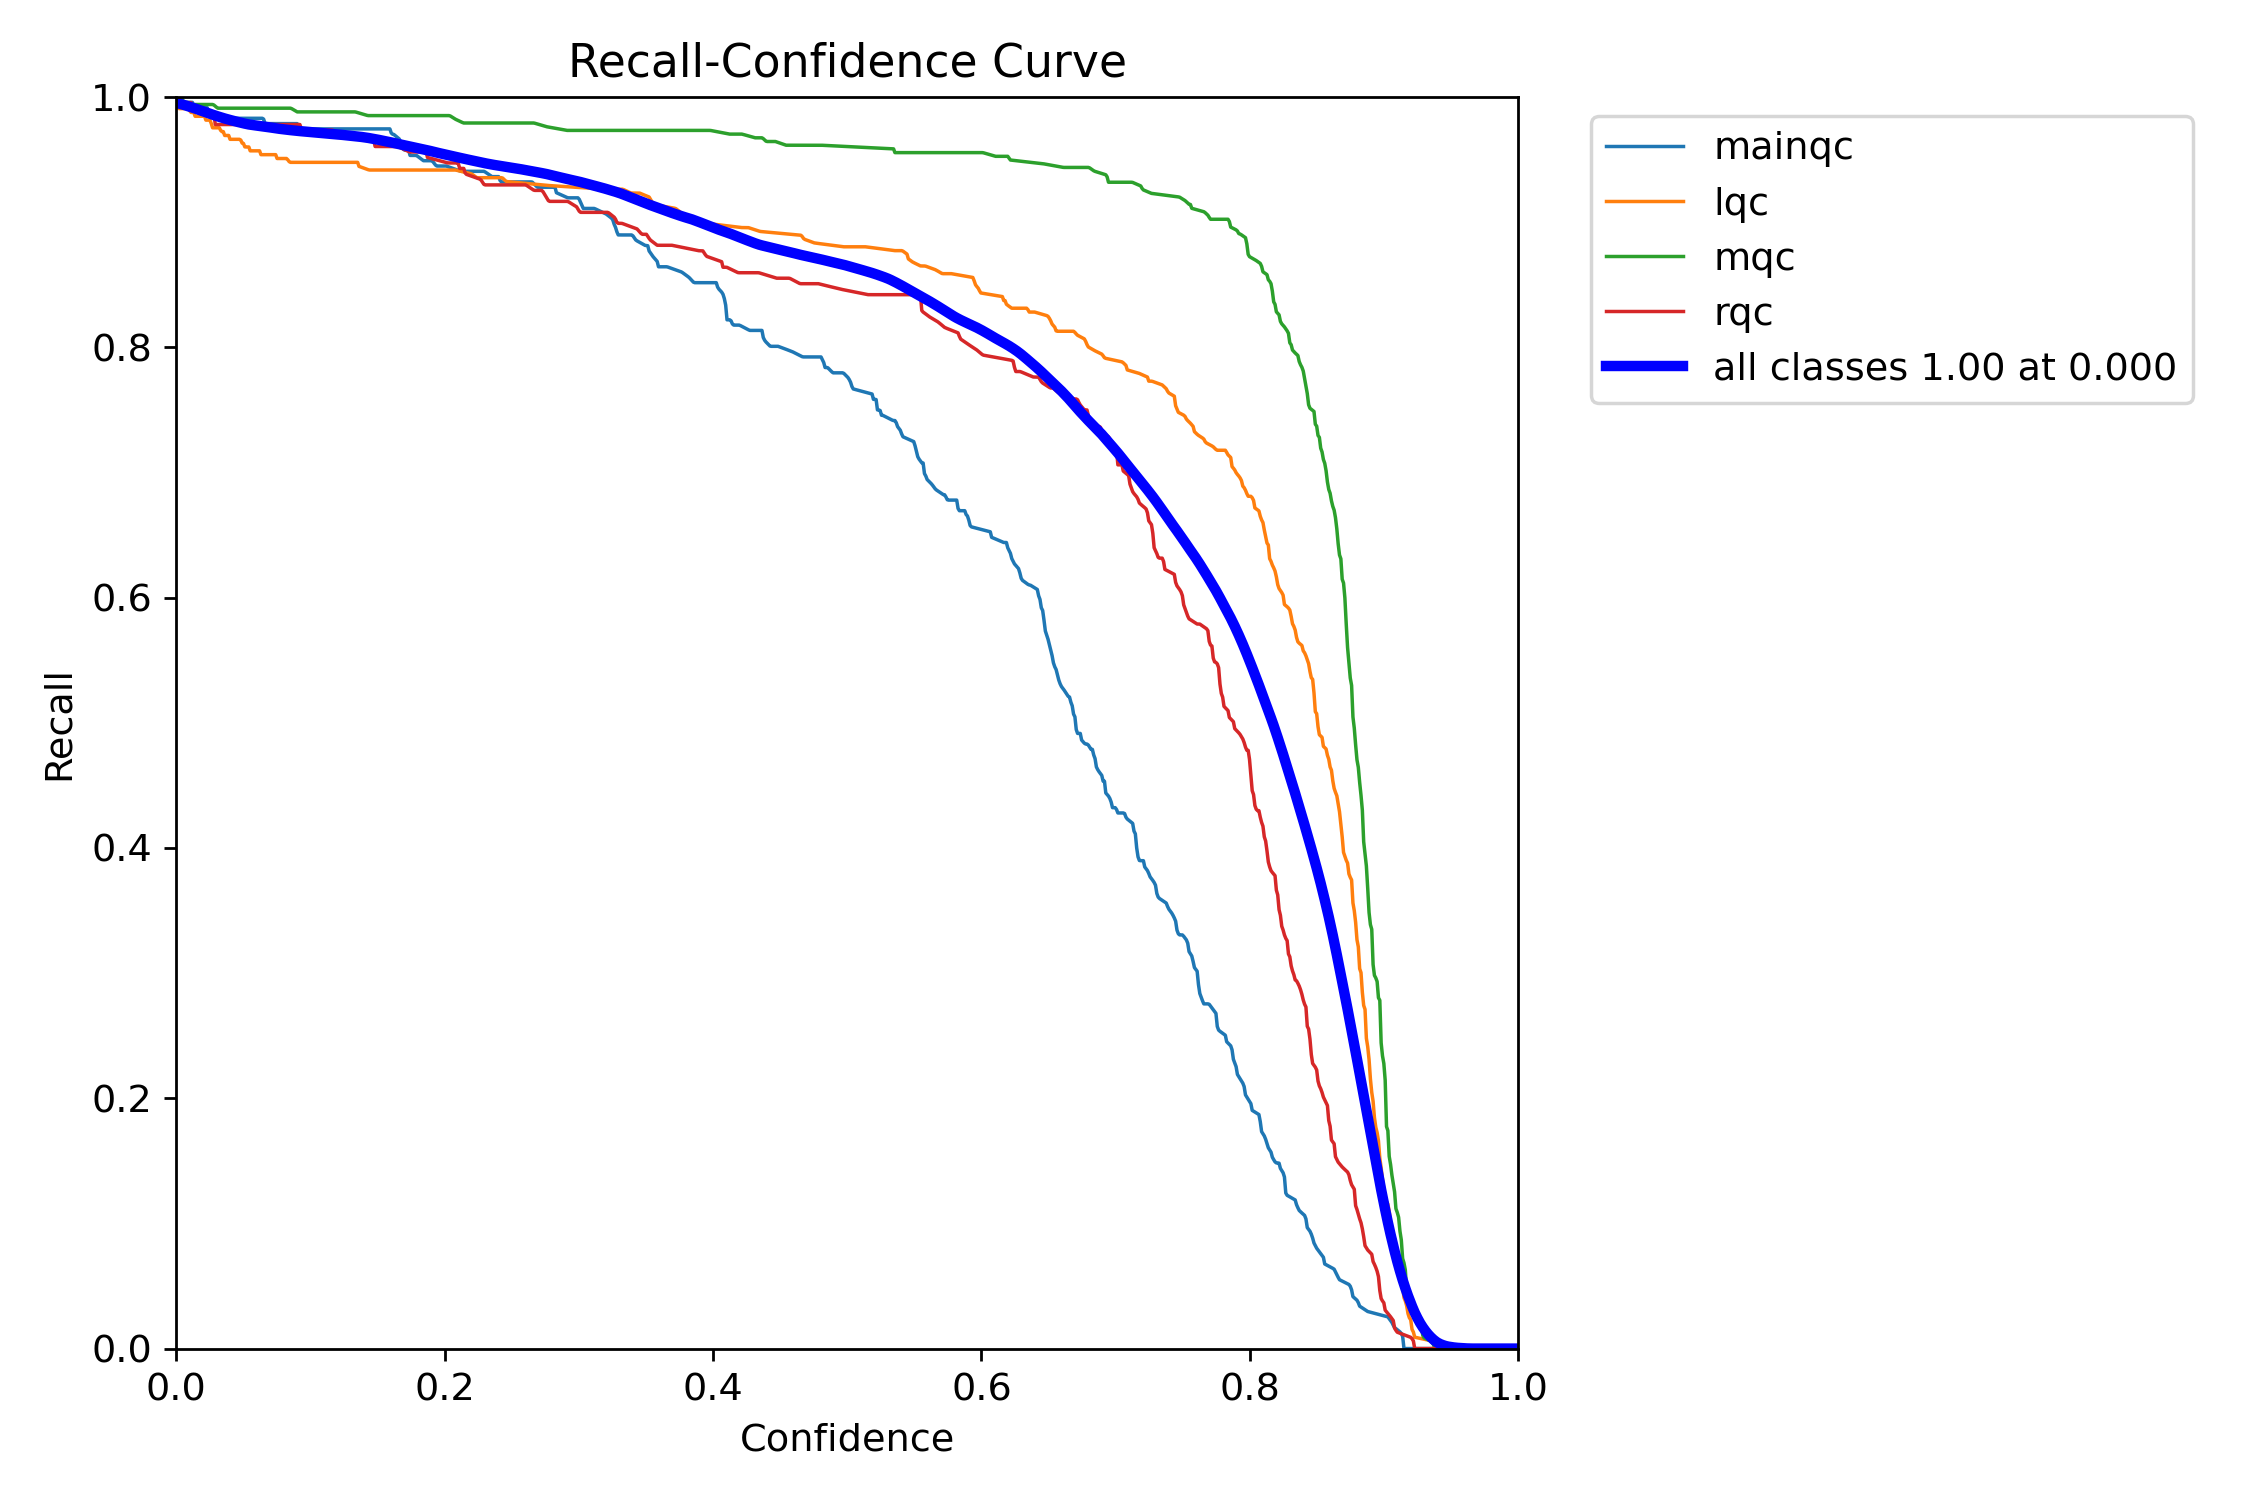 Recall-Confidence Curve
1.0
0.8
0.6
0.4
0.2
0.0
Recall
0.0 0.2 0.4 0.6 0.8 1.0
Confidence
mainqc
lqc
mqc
rqc
all classes 1.00 at 0.000